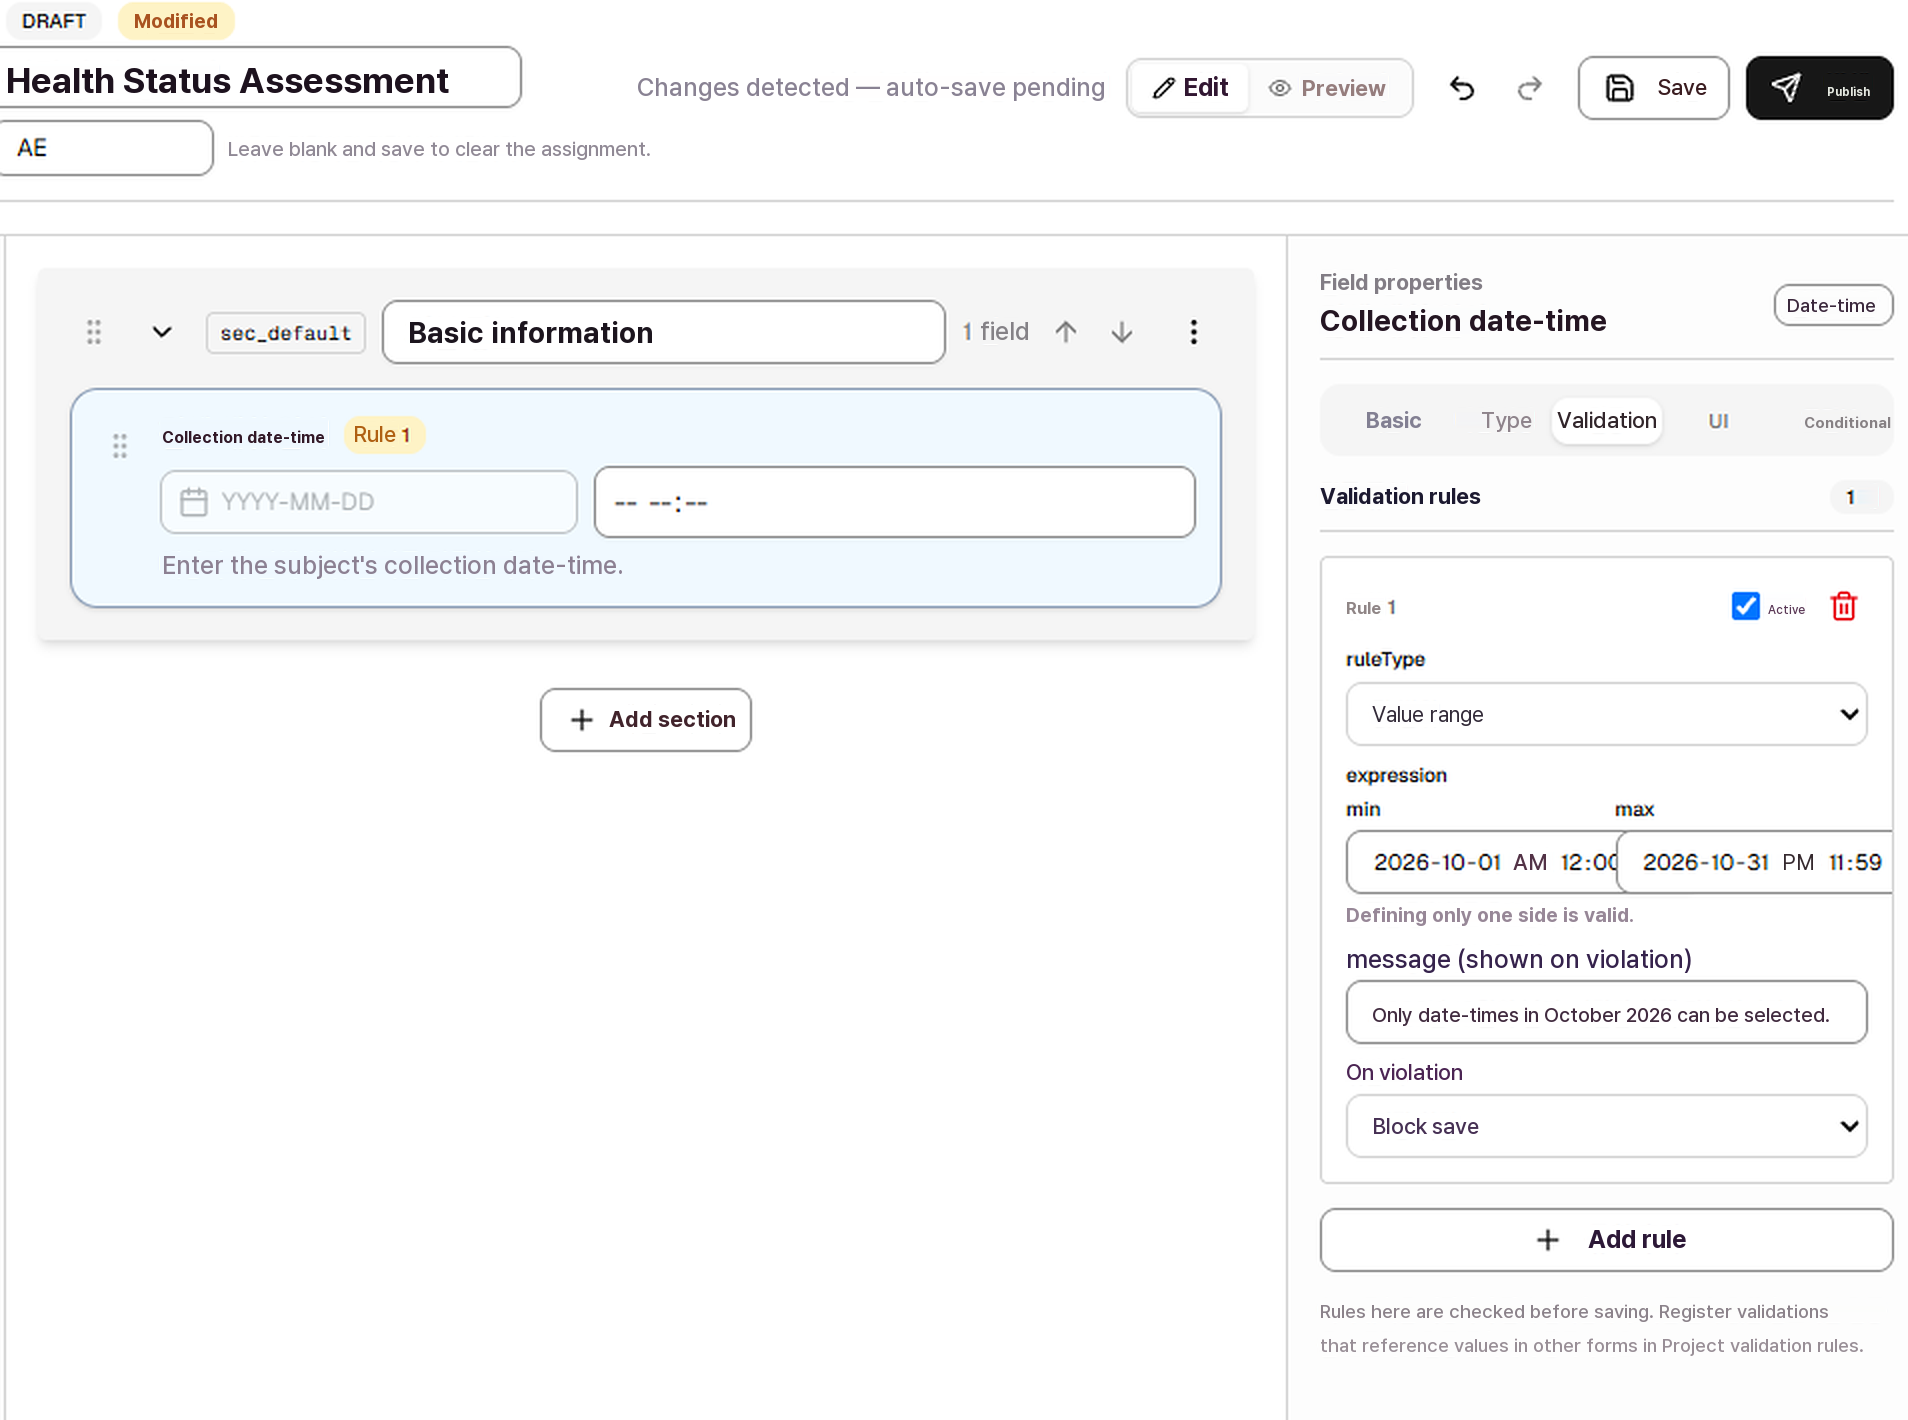 DRAFT
Modified
Health Status Assessment
Changes detected — auto-save pending
Edit
Preview
Save
Publish
AE
Leave blank and save to clear the assignment.
sec_default
Basic information
1 field
Collection date-time
Rule 1
YYYY-MM-DD
-- --:--
Enter the subject's collection date-time.
Add section
Field properties
Collection date-time
Date-time
Basic
Type
Validation
UI
Conditional
Validation rules
1
Rule 1
Active
ruleType
Value range
expression
min
max
2026-10-01 AM 12:00
2026-10-31 PM 11:59
Defining only one side is valid.
message (shown on violation)
Only date-times in October 2026 can be selected.
On violation
Block save
Add rule
Rules here are checked before saving. Register validations
that reference values in other forms in Project validation rules.